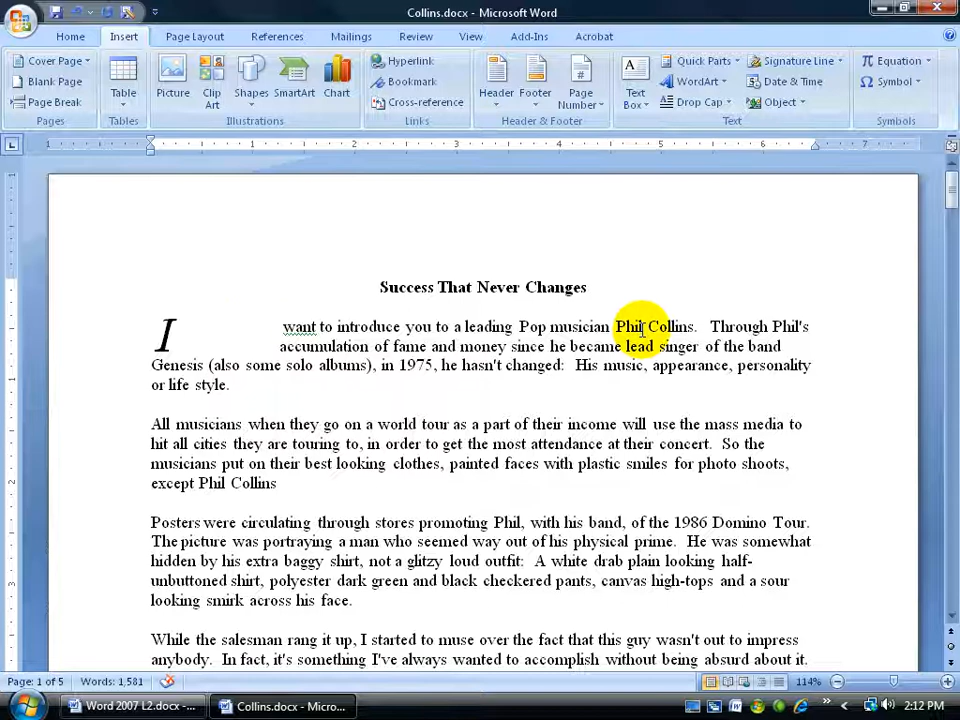 Collins.docx - Microsoft Word
Home Insert Page Layout References Mailings Review View Add-Ins Acrobat
Cover Page
Blank Page
Page Break
Pages
Table
Tables
Picture
Clip
Art
Shapes
SmartArt
Chart
Illustrations
Hyperlink
Bookmark
Cross-reference
Links
Header
Footer
Page
Number
Header & Footer
Text
Box
Quick Parts
WordArt
Drop Cap
Signature Line
Date & Time
Object
Text
π Equation
Ω Symbol
Symbols
1 1 2 3 4 5 6 7
Success That Never Changes
I want to introduce you to a leading Pop musician Phil Collins. Through Phil's
accumulation of fame and money since he became lead singer of the band
Genesis (also some solo albums), in 1975, he hasn't changed: His music, appearance, personality
or life style.
All musicians when they go on a world tour as a part of their income will use the mass media to
hit all cities they are touring to, in order to get the most attendance at their concert. So the
musicians put on their best looking clothes, painted faces with plastic smiles for photo shoots,
except Phil Collins
Posters were circulating through stores promoting Phil, with his band, of the 1986 Domino Tour.
The picture was portraying a man who seemed way out of his physical prime. He was somewhat
hidden by his extra baggy shirt, not a glitzy loud outfit: A white drab plain looking half-
unbuttoned shirt, polyester dark green and black checkered pants, canvas high-tops and a sour
looking smirk across his face.
While the salesman rang it up, I started to muse over the fact that this guy wasn't out to impress
anybody. In fact, it's something I've always wanted to accomplish without being absurd about it.
Page: 1 of 5 Words: 1,581 114%
Word 2007 L2.docx -... Collins.docx - Micro... 2:12 PM